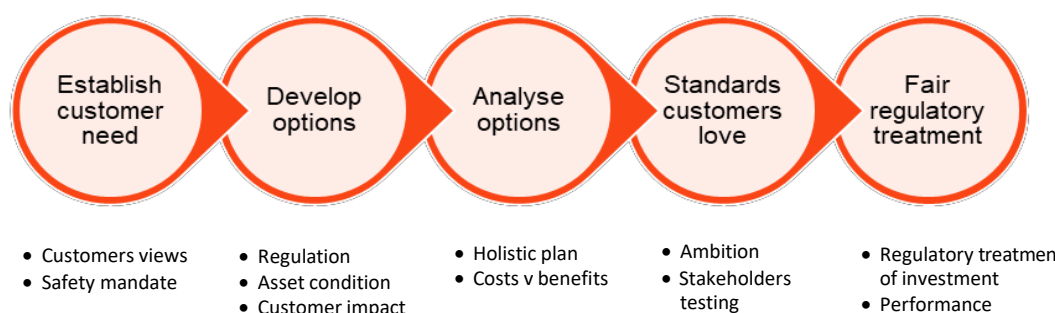 Establish
customer
need
Develop
options
Analyse
options
Standards
customers
love
Fair
regulatory
treatment
• Customers views
• Safety mandate
• Regulation
• Asset condition
• Customer impact
• Holistic plan
• Costs v benefits
• Ambition
• Stakeholders
testing
• Regulatory treatmen
of investment
• Performance